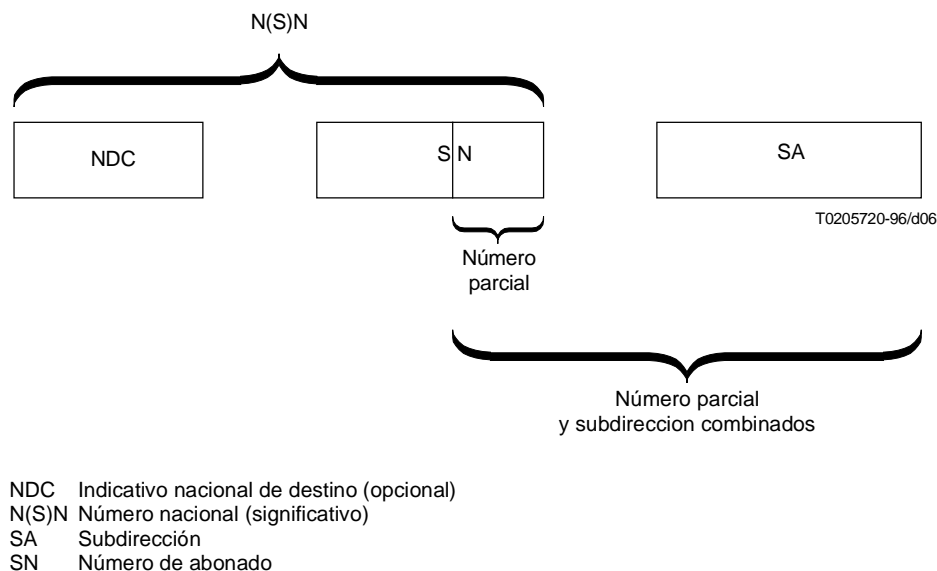 N(S)N
NDC
SN
SA
T0205720-96/d06
Número
parcial
Número parcial
y subdireccion combinados
NDC Indicativo nacional de destino (opcional)
N(S)N Número nacional (significativo)
SA Subdirección
SN Número de abonado